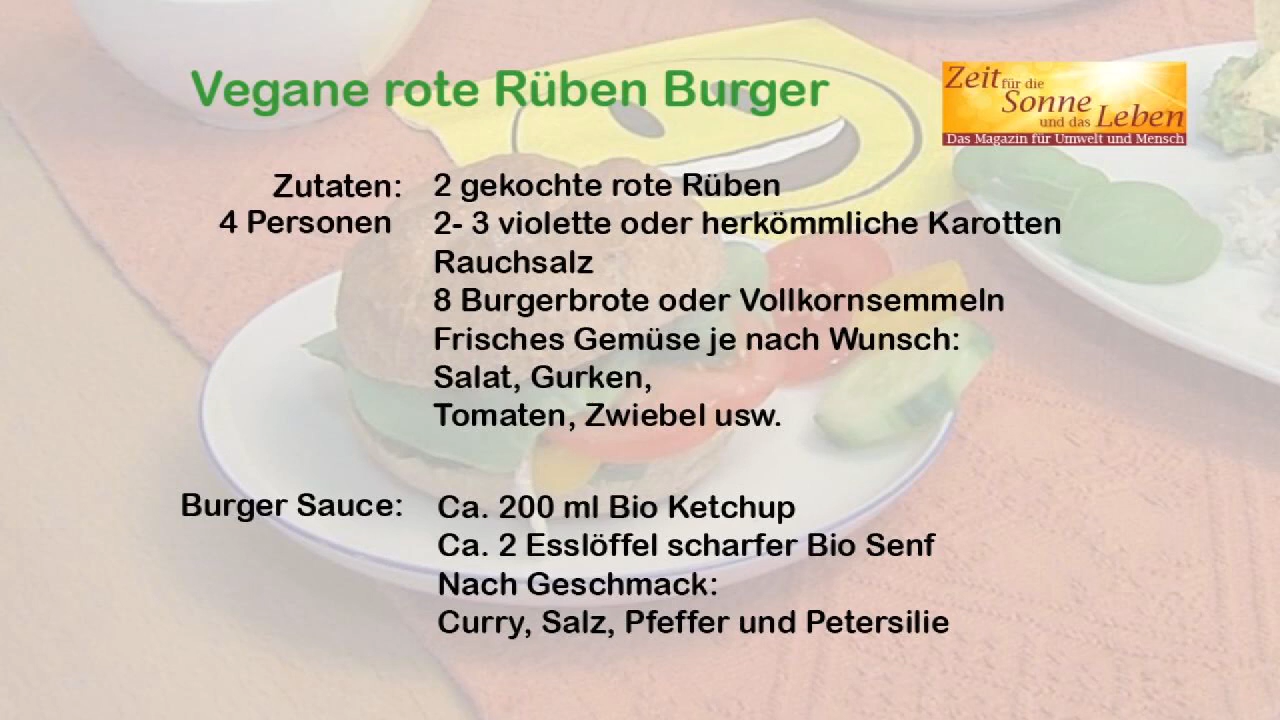 Vegane rote Rüben Burger
Zeit für die
Sonne
und das Leben
Das Magazin für Umwelt und Mensch
Zutaten: 2 gekochte rote Rüben
4 Personen 2- 3 violette oder herkömmliche Karotten
Rauchsalz
8 Burgerbrote oder Vollkornsemmeln
Frisches Gemüse je nach Wunsch:
Salat, Gurken,
Tomaten, Zwiebel usw.
Burger Sauce: Ca. 200 ml Bio Ketchup
Ca. 2 Esslöffel scharfer Bio Senf
Nach Geschmack:
Curry, Salz, Pfeffer und Petersilie